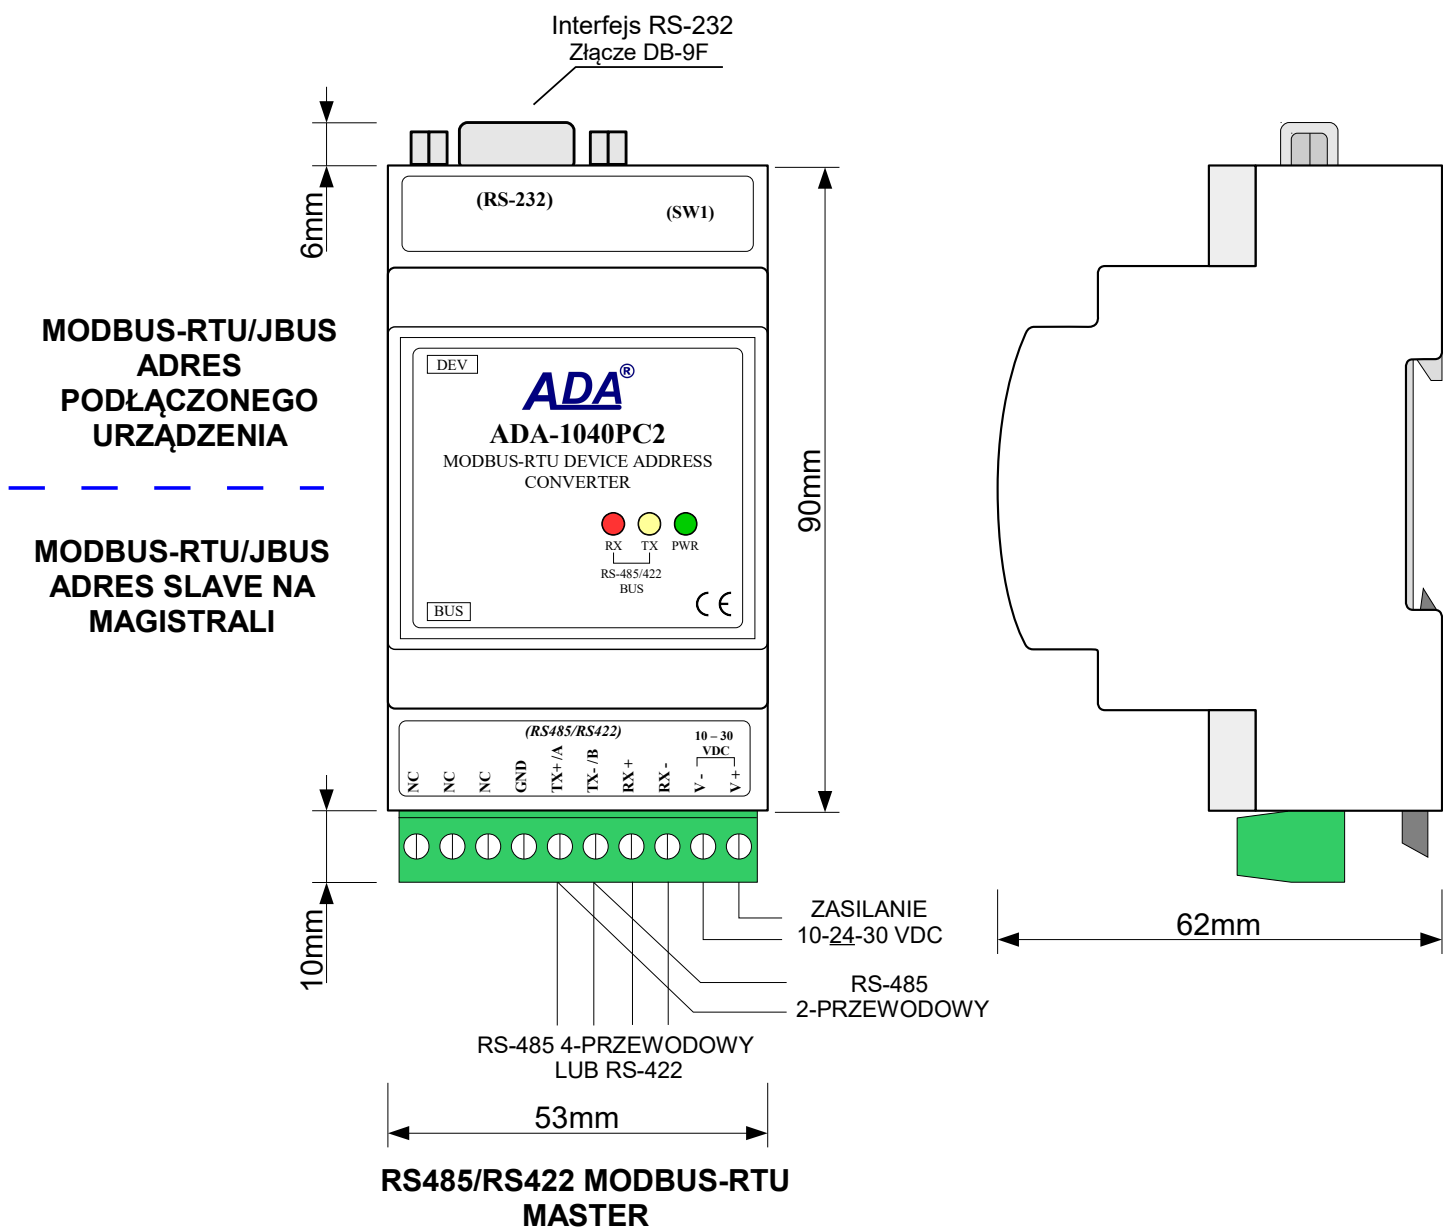 Interfejs RS-232
Złącze DB-9F
6mm
(RS-232)
(SW1)
MODBUS-RTU/JBUS
ADRES
PODŁĄCZONEGO
URZĄDZENIA
MODBUS-RTU/JBUS
ADRES SLAVE NA
MAGISTRALI
DEV
ADA®
ADA-1040PC2
MODBUS-RTU DEVICE ADDRESS
CONVERTER
RX TX PWR
RS-485/422
BUS
BUS
CE
90mm
(RS485/RS422)
10 – 30
VDC
NC
NC
NC
GND
TX+/A
TX-/B
RX+
RX-
V-
V+
10mm
ZASILANIE
10-24-30 VDC
RS-485
2-PRZEWODOWY
RS-485 4-PRZEWODOWY
LUB RS-422
53mm
62mm
RS485/RS422 MODBUS-RTU
MASTER